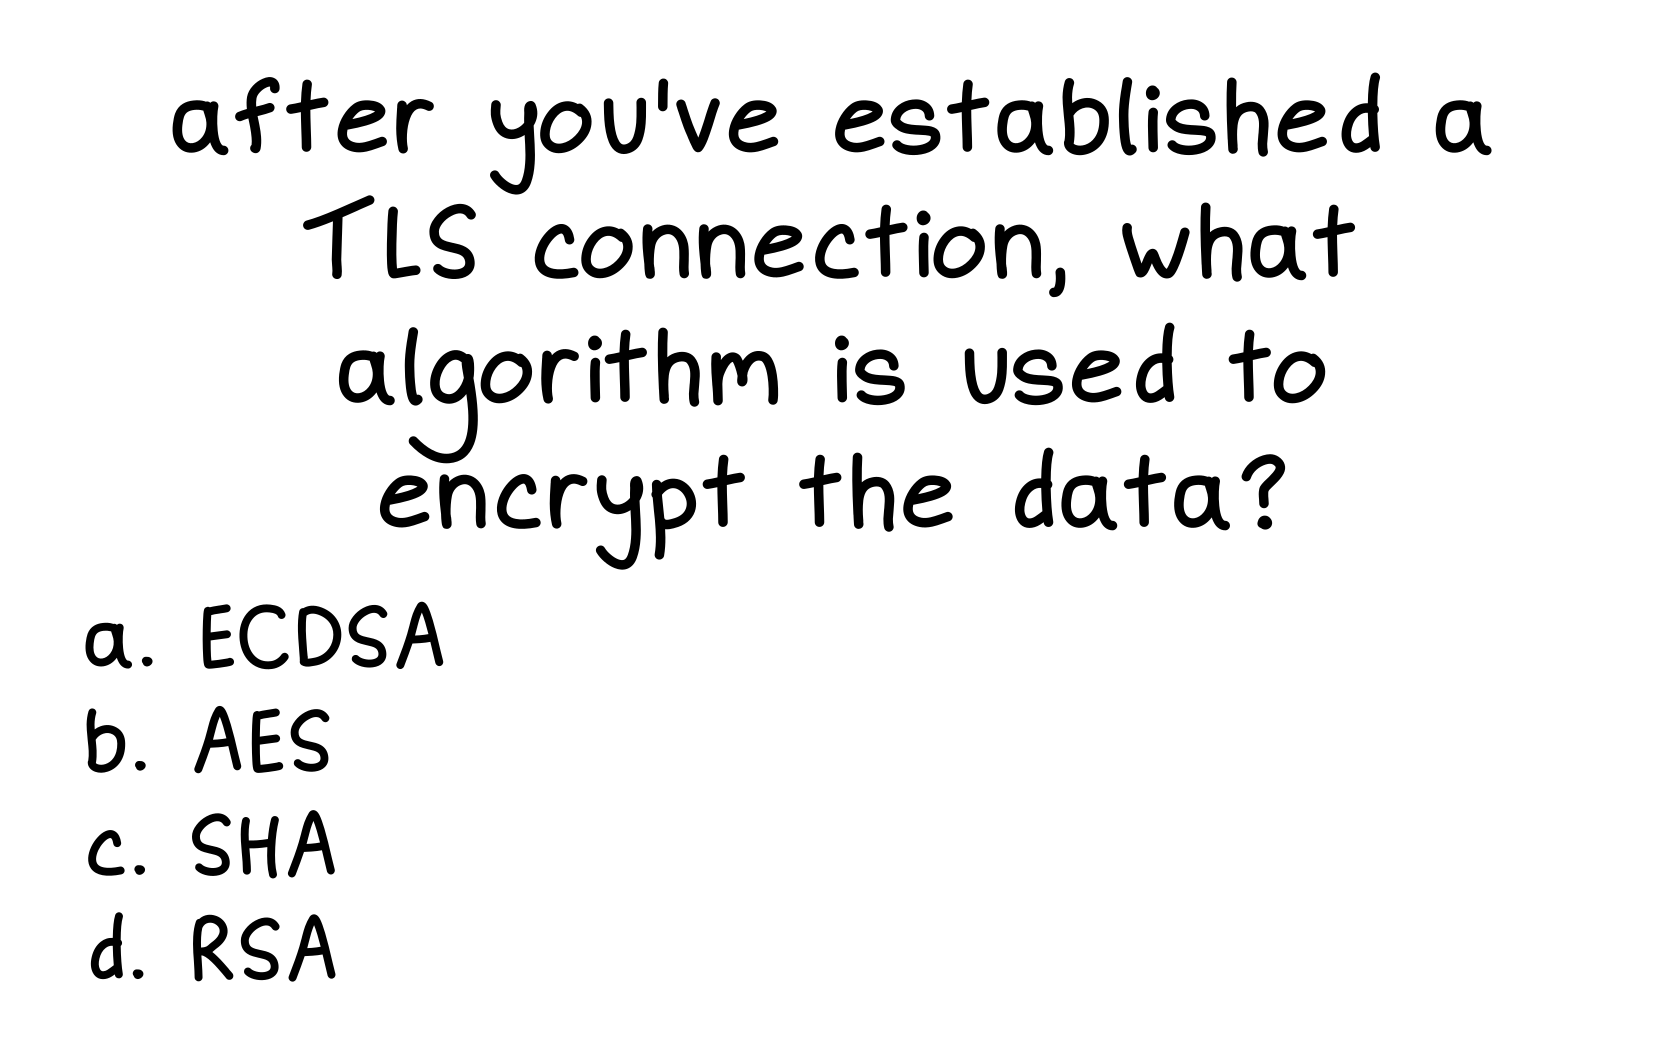 after you've established a
TLS connection, what
algorithm is used to
encrypt the data?
a. ECDSA
b. AES
c. SHA
d. RSA